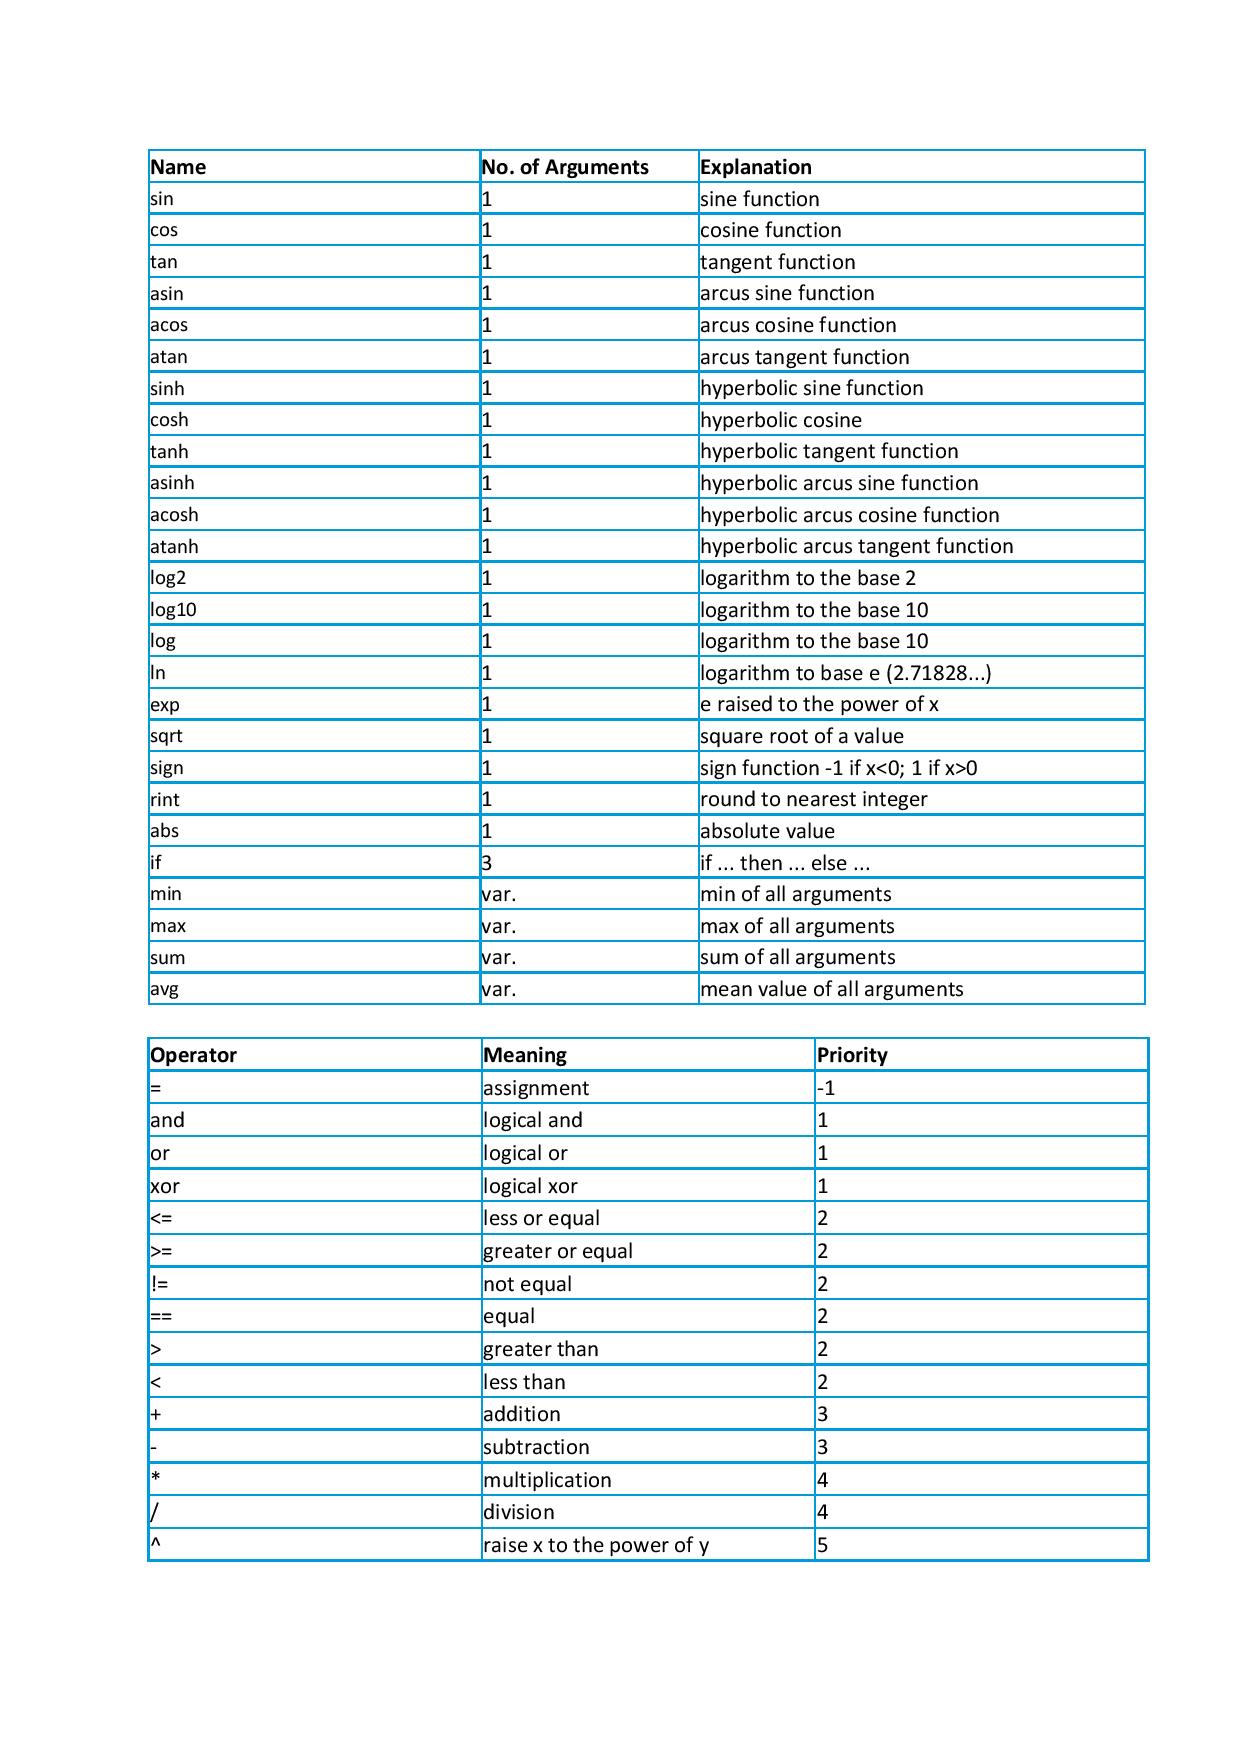 Name No. of Arguments Explanation
sin 1 sine function
cos 1 cosine function
tan 1 tangent function
asin 1 arcus sine function
acos 1 arcus cosine function
atan 1 arcus tangent function
sinh 1 hyperbolic sine function
cosh 1 hyperbolic cosine
tanh 1 hyperbolic tangent function
asinh 1 hyperbolic arcus sine function
acosh 1 hyperbolic arcus cosine function
atanh 1 hyperbolic arcus tangent function
log2 1 logarithm to the base 2
log10 1 logarithm to the base 10
log 1 logarithm to the base 10
ln 1 logarithm to base e (2.71828...)
exp 1 e raised to the power of x
sqrt 1 square root of a value
sign 1 sign function -1 if x<0; 1 if x>0
rint 1 round to nearest integer
abs 1 absolute value
if 3 if ... then ... else ...
min var. min of all arguments
max var. max of all arguments
sum var. sum of all arguments
avg var. mean value of all arguments
Operator Meaning Priority
= assignment -1
and logical and 1
or logical or 1
xor logical xor 1
<= less or equal 2
>= greater or equal 2
!= not equal 2
== equal 2
> greater than 2
< less than 2
+ addition 3
- subtraction 3
* multiplication 4
/ division 4
^ raise x to the power of y 5